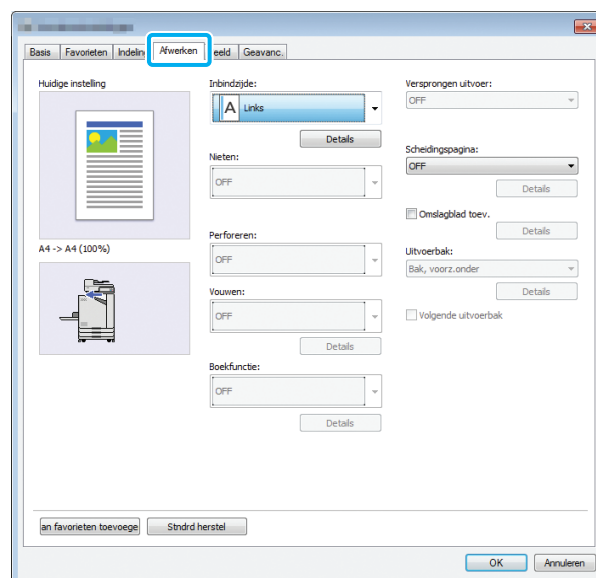 Basis Favorieten Indelin Afwerken eeld Geavanc.
Huidige instelling
A4 -> A4 (100%)
Inbindzijde:
A Links
Details
Nieten:
OFF
Perforeren:
OFF
Vouwen:
OFF
Details
Boekfunctie:
OFF
Details
Versprongen uitvoer:
OFF
Scheidingspagina:
OFF
Details
Omslagblad toev.
Details
Uitvoerbak:
Bak, voorz.onder
Details
Volgende uitvoerbak
an favorieten toevoege Stndrd herstel
OK Annuleren